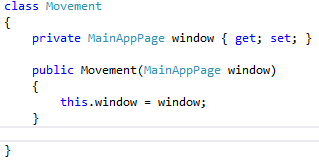 class Movement
{
    private MainAppPage window { get; set; }
    public Movement(MainAppPage window)
    {
        this.window = window;
    }
}